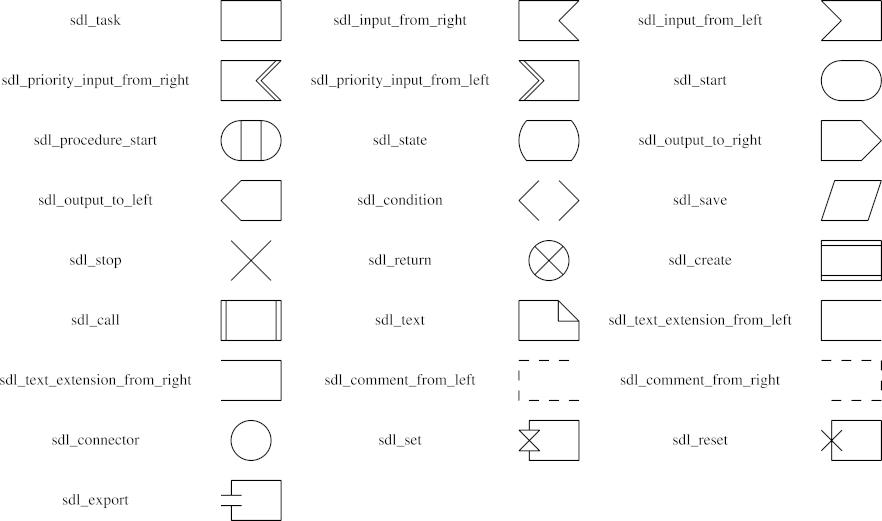 sdl_task sdl_input_from_right sdl_input_from_left
sdl_priority_input_from_right sdl_priority_input_from_left sdl_start
sdl_procedure_start sdl_state sdl_output_to_right
sdl_output_to_left sdl_condition sdl_save
sdl_stop sdl_return sdl_create
sdl_call sdl_text sdl_text_extension_from_left
sdl_text_extension_from_right sdl_comment_from_left sdl_comment_from_right
sdl_connector sdl_set sdl_reset
sdl_export